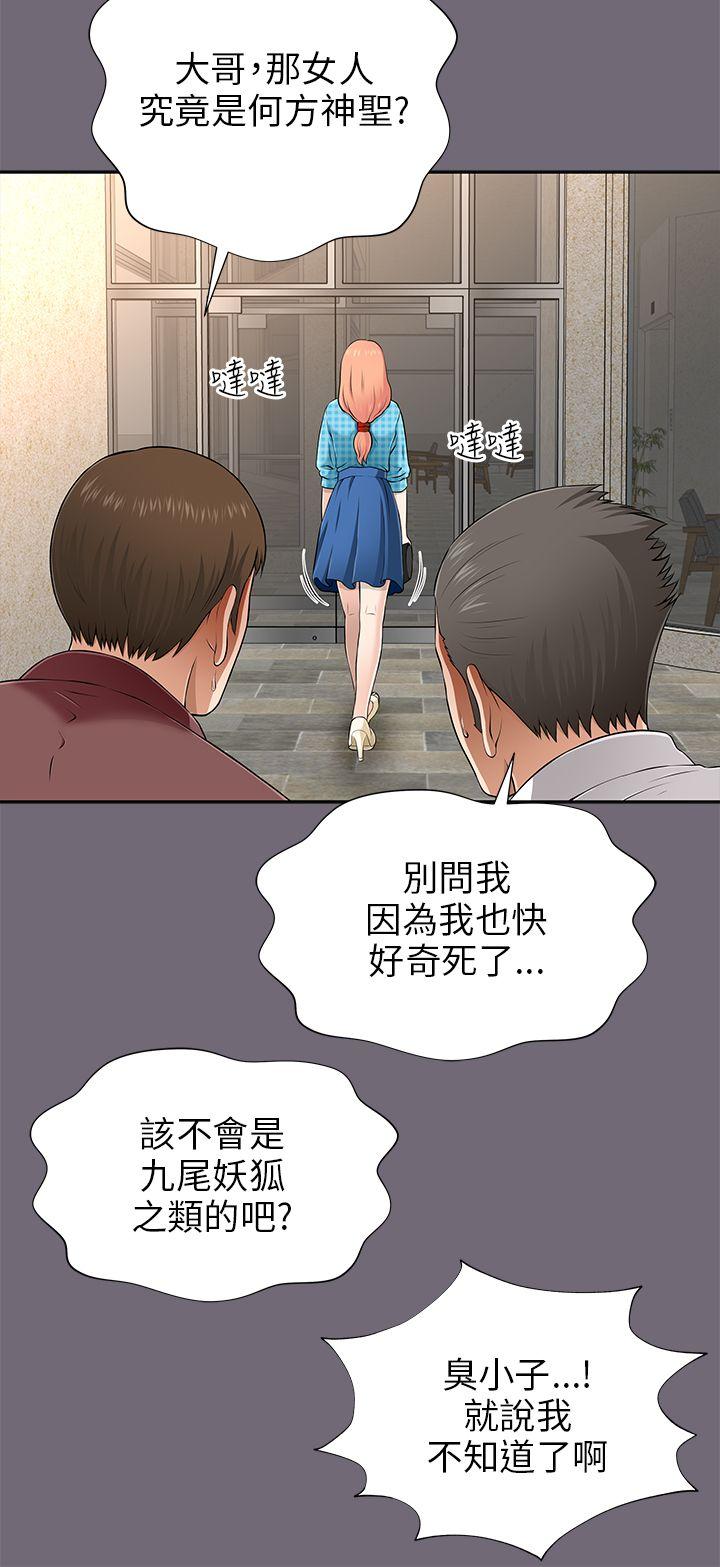 大哥，那女人
究竟是何方神聖？
噠噠
噠噠
別問我
因為我也快
好奇死了...
該不會是
九尾妖狐
之類的吧？
臭小子...!
就說我
不知道了啊